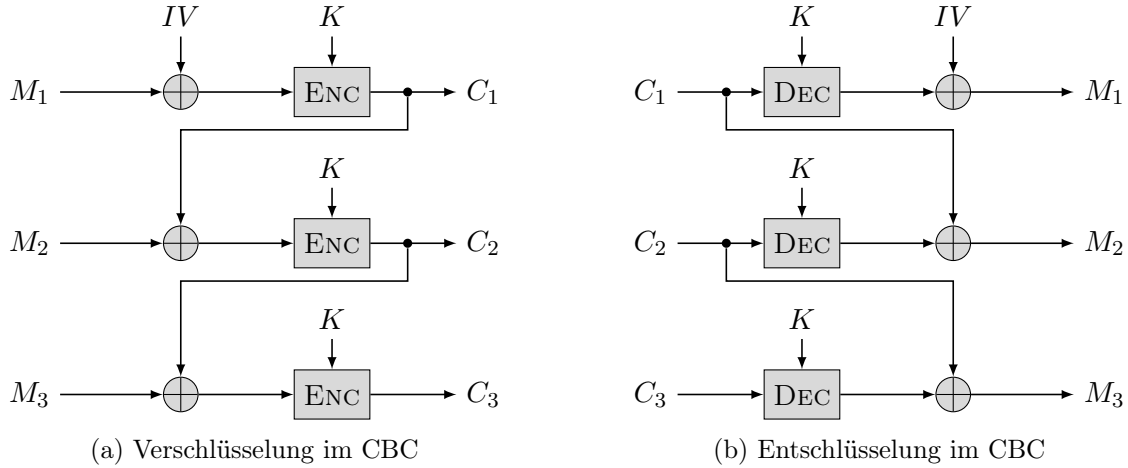 IV K K IV
M1 ENC C1 C1 DEC M1
K K
M2 ENC C2 C2 DEC M2
K K
M3 ENC C3 C3 DEC M3
(a) Verschlüsselung im CBC (b) Entschlüsselung im CBC